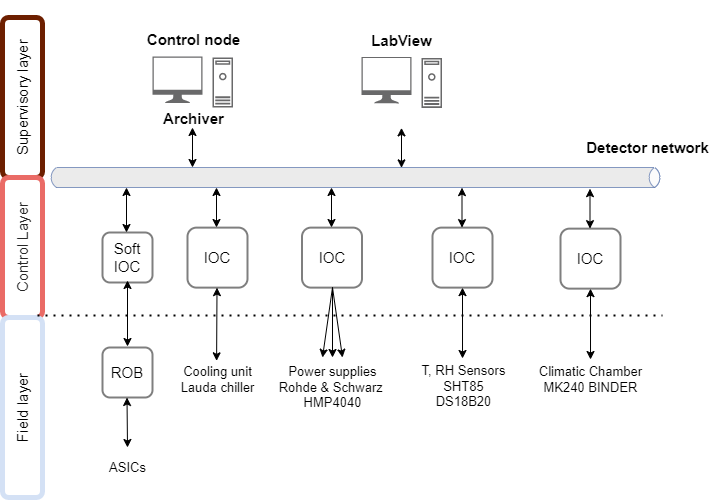 Supervisory layer
Control node
LabView
Archiver
Detector network
Control Layer
Soft
IOC
IOC
IOC
IOC
IOC
Field layer
ROB
Cooling unit
Lauda chiller
Power supplies
Rohde & Schwarz
HMP4040
T, RH Sensors
SHT85
DS18B20
Climatic Chamber
MK240 BINDER
ASICs